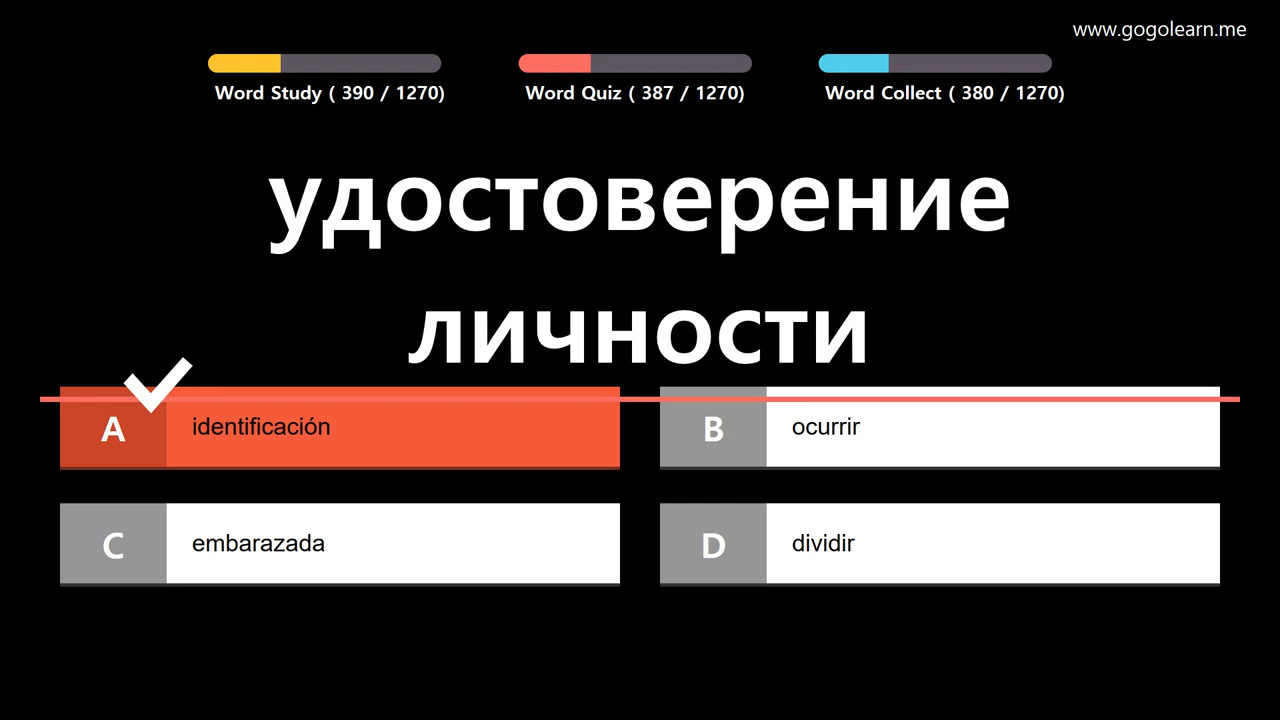 www.gogolearn.me
Word Study ( 390 / 1270)
Word Quiz ( 387 / 1270)
Word Collect ( 380 / 1270)
удостоверение
личности
A identificación
B ocurrir
C embarazada
D dividir